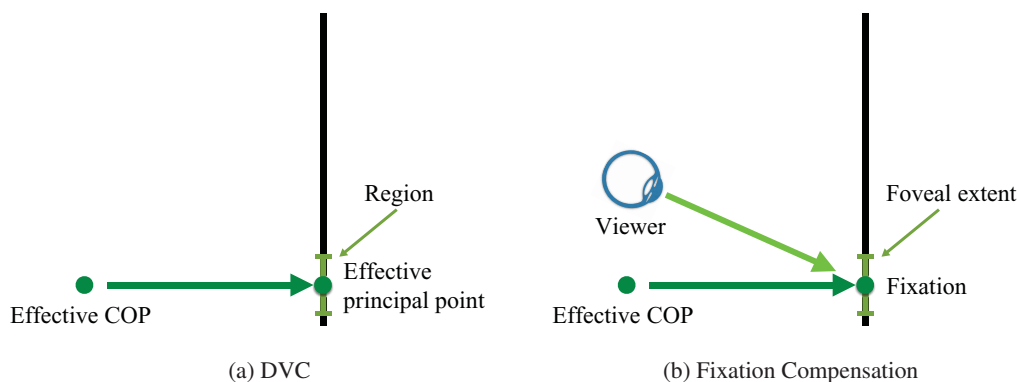 Region
Effective
principal point
Effective COP
(a) DVC
Viewer
Foveal extent
Fixation
Effective COP
(b) Fixation Compensation